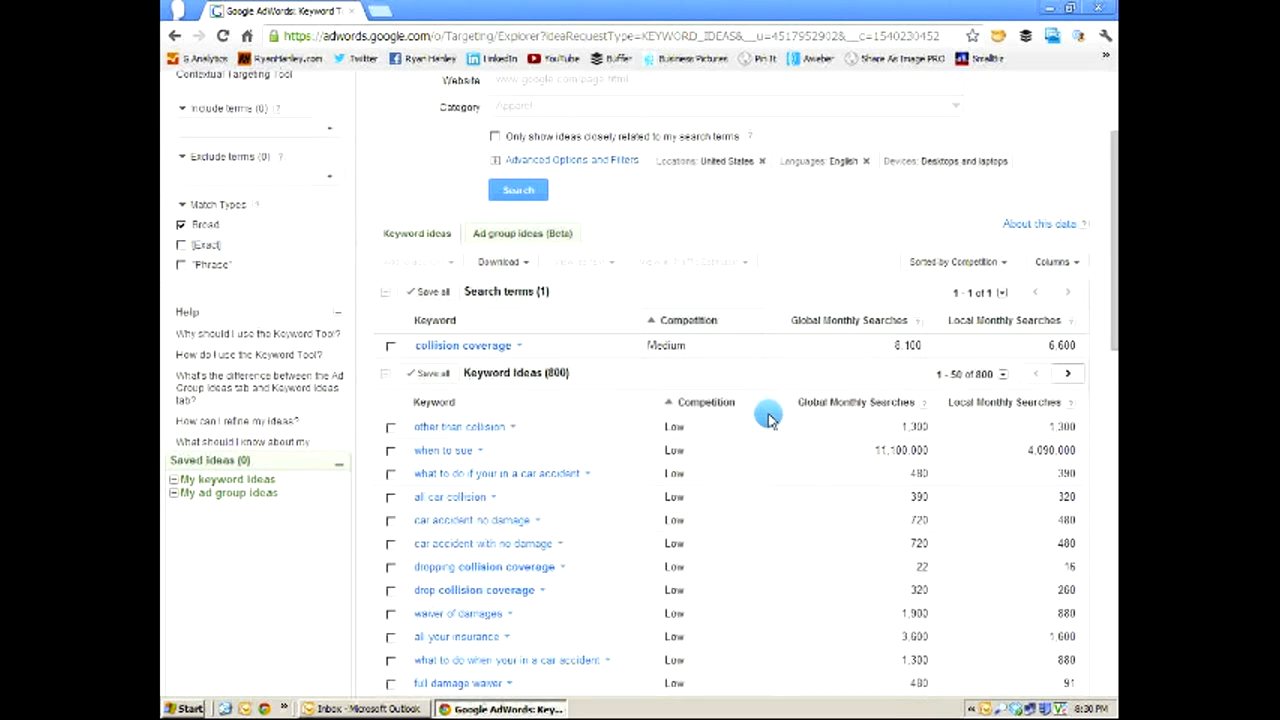 Google AdWords: Keyword T
https://adwords.google.com/o/Targeting/Explorer?ideaRequestType=KEYWORD_IDEAS&__u=4517952902&__c=1540230452
G Analytics RyanHanley.com Twitter Ryan Hanley LinkedIn YouTube Buffer Business Pictures Pin It Aweber Share As Image PRO SmallBiz »
Contextual Targeting Tool
Include terms (0) ?
Exclude terms (0) ?
Match Types ?
Broad
[Exact]
"Phrase"
Help
Why should I use the Keyword Tool?
How do I use the Keyword Tool?
What's the difference between the Ad
Group Ideas tab and Keyword Ideas
tab?
How can I refine my ideas?
What should I know about my
Saved ideas (0)
My keyword ideas
My ad group ideas
Website www.google.com/page.html
Category Apparel
Only show ideas closely related to my search terms ?
Advanced Options and Filters Locations: United States × Languages: English × Devices: Desktops and laptops
Search
About this data ?
Keyword ideas Ad group ideas (Beta)
Download Sorted by Competition Columns
Save all Search terms (1) 1 - 1 of 1
Keyword Competition Global Monthly Searches ? Local Monthly Searches ?
collision coverage Medium 8,100 6,600
Save all Keyword ideas (800) 1 - 50 of 800
Keyword Competition Global Monthly Searches ? Local Monthly Searches ?
other than collision Low 1,300 1,300
when to sue Low 11,100,000 4,090,000
what to do if your in a car accident Low 480 390
all car collision Low 390 320
car accident no damage Low 720 480
car accident with no damage Low 720 480
dropping collision coverage Low 22 16
drop collision coverage Low 320 260
waiver of damages Low 1,900 880
all your insurance Low 3,600 1,600
what to do when your in a car accident Low 1,300 880
full damage waiver Low 480 91
Start » Inbox - Microsoft Outlook Google AdWords: Key... « 8:30 PM